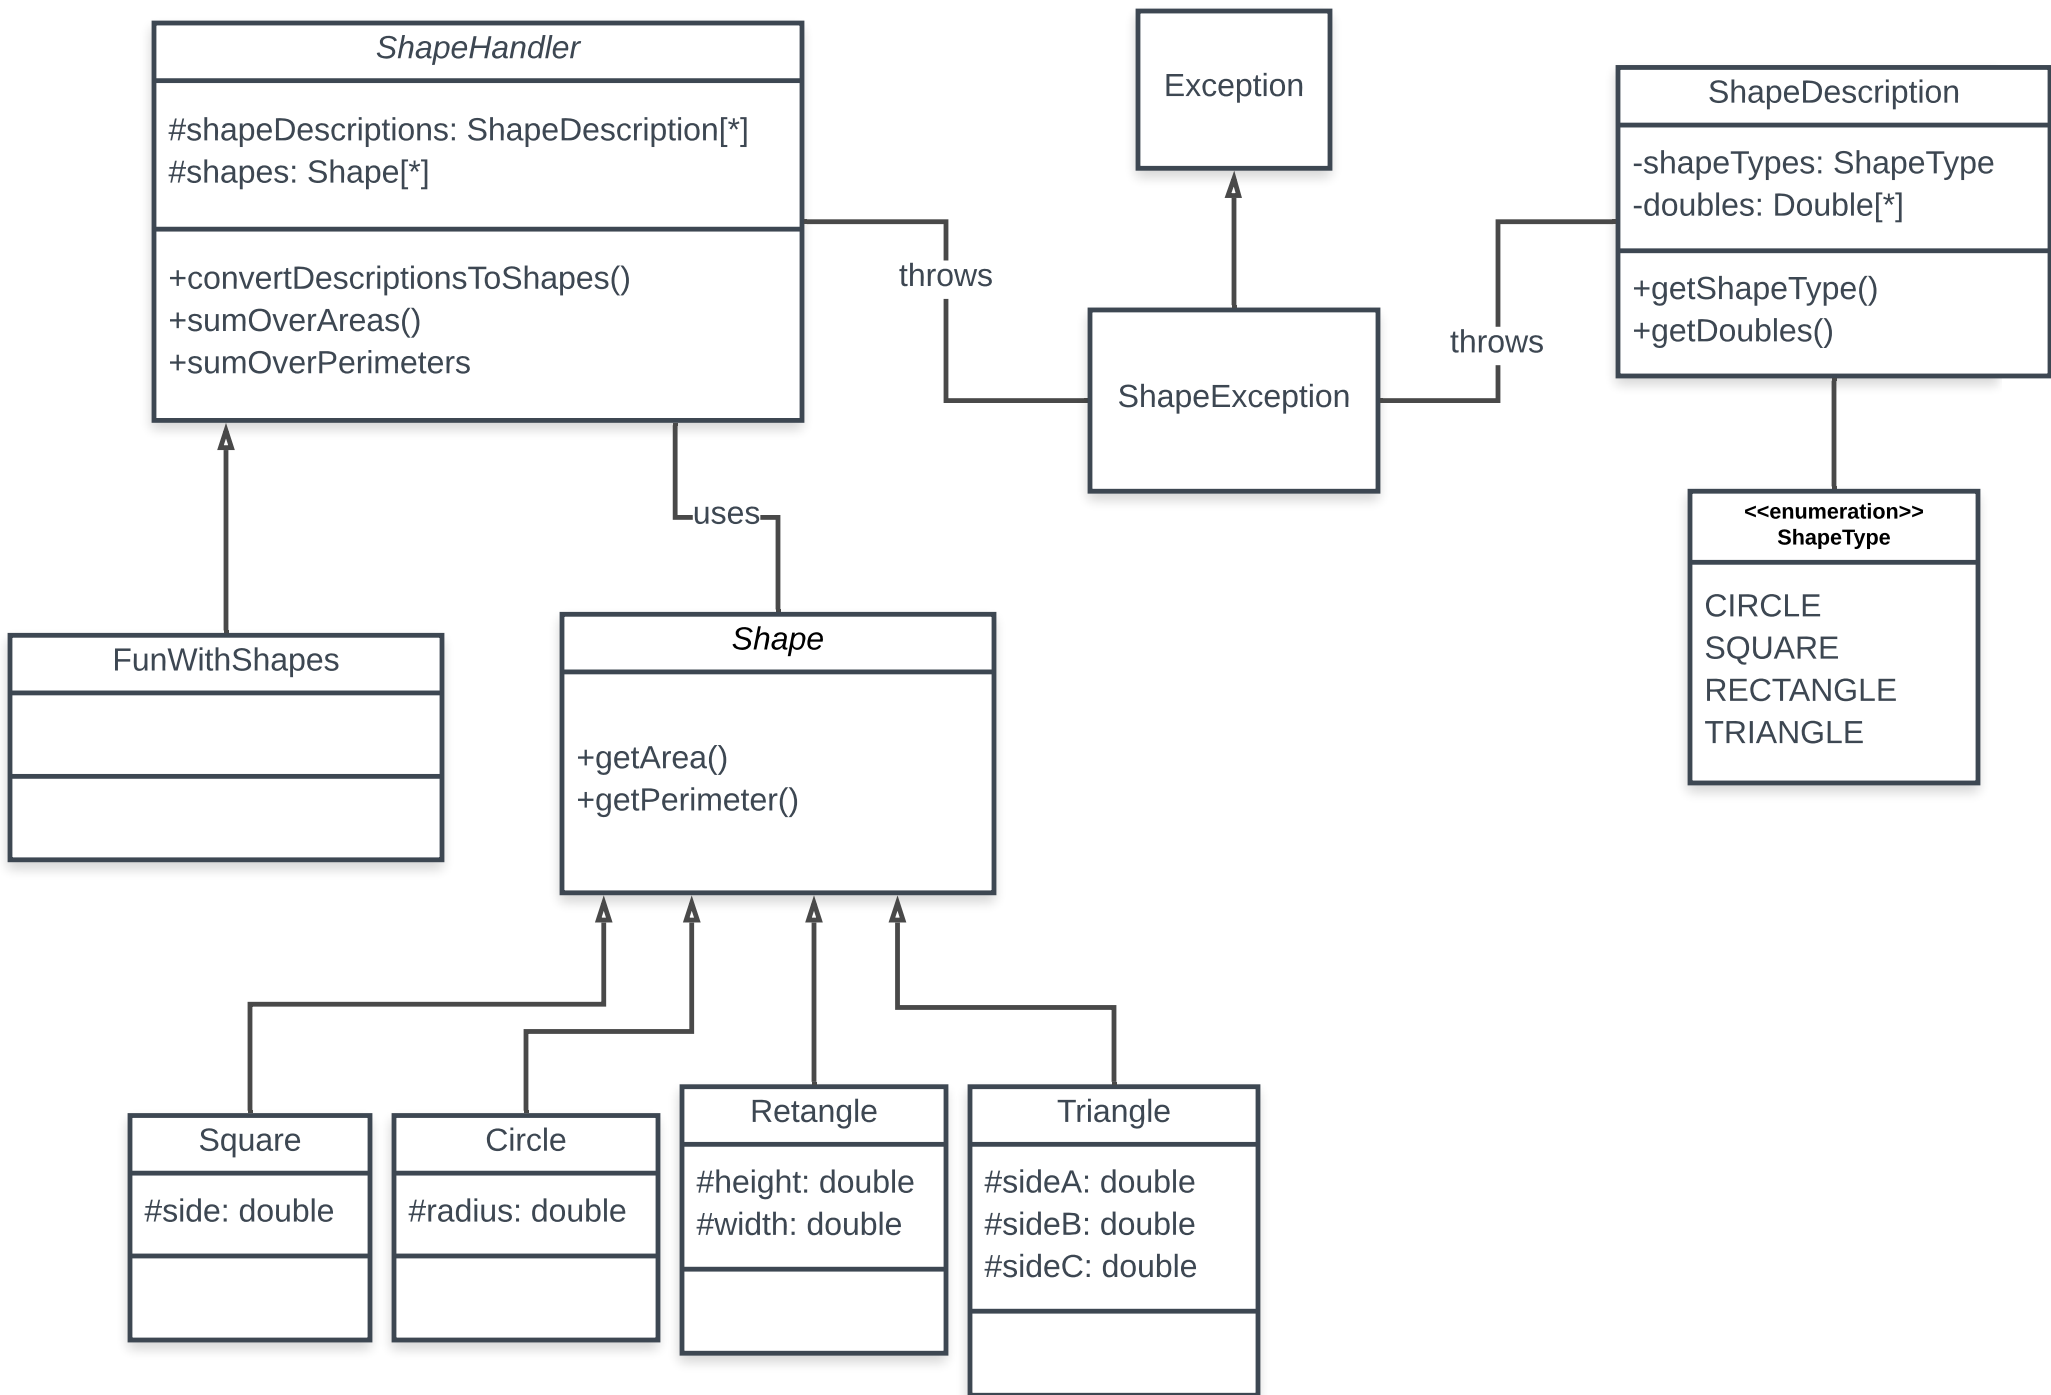 ShapeHandler
#shapeDescriptions: ShapeDescription[*]
#shapes: Shape[*]
+convertDescriptionsToShapes()
+sumOverAreas()
+sumOverPerimeters
Exception
ShapeDescription
-shapeTypes: ShapeType
-doubles: Double[*]
+getShapeType()
+getDoubles()
throws
throws
ShapeException
uses
<<enumeration>>
ShapeType
CIRCLE
SQUARE
RECTANGLE
TRIANGLE
FunWithShapes
Shape
+getArea()
+getPerimeter()
Square
#side: double
Circle
#radius: double
Retangle
#height: double
#width: double
Triangle
#sideA: double
#sideB: double
#sideC: double